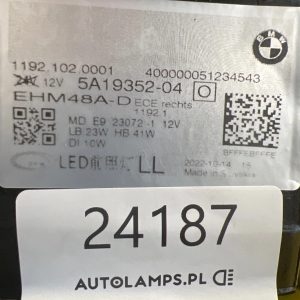 1192.102.0001 400000051234543
24V 12V 5A19352-04
EHM48A-D ECE rechts
1192.1
MD E9 23072-1 12V
LB 23W HB 41W
DI 10W
BFFFEBFFFE
LED LL
2022-10-14
Made in
24187
AUTOLAMPS.PL